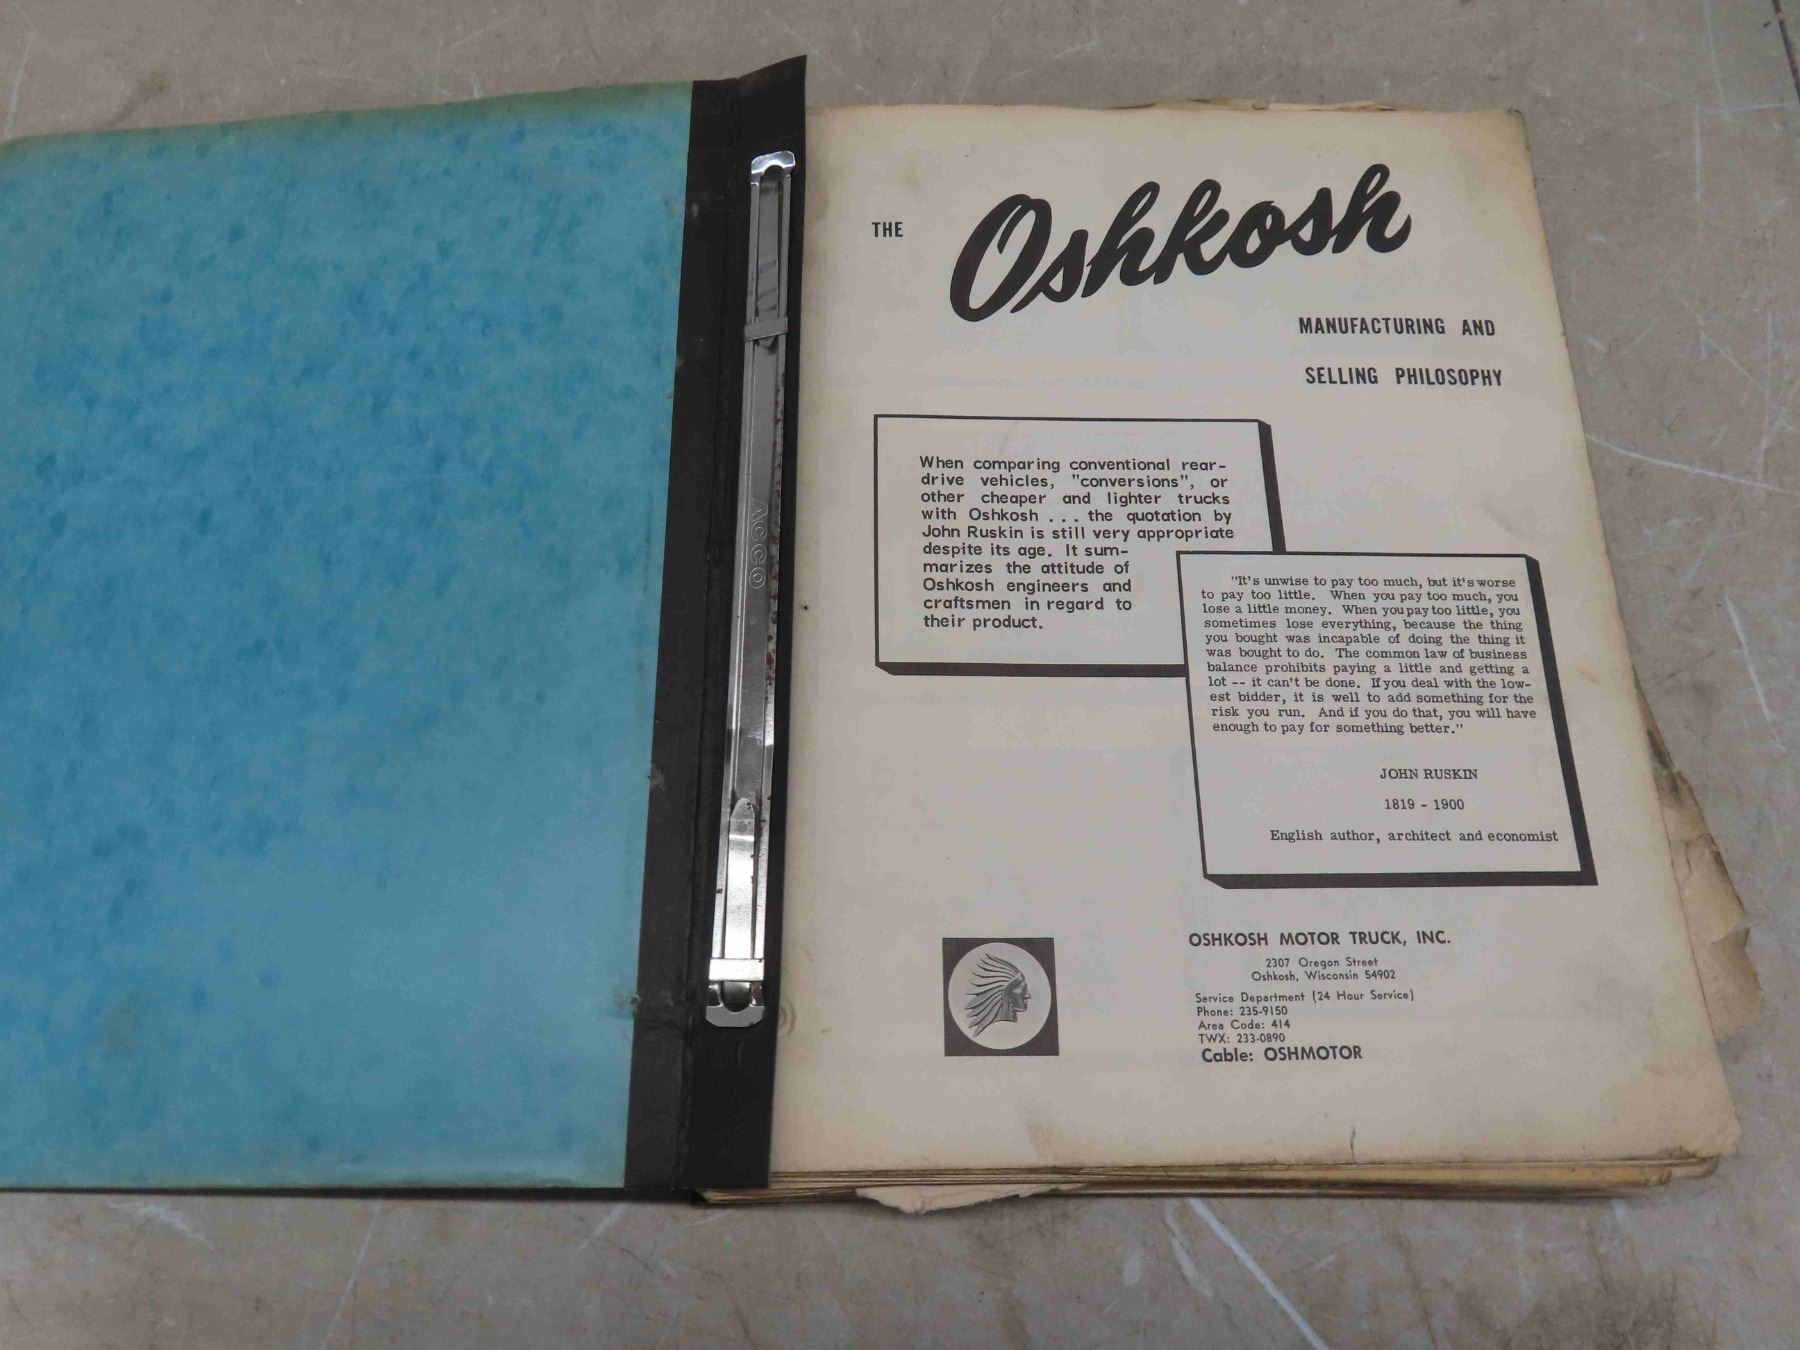 ACCO
THE
Oshkosh
MANUFACTURING AND
SELLING PHILOSOPHY
When comparing conventional rear-
drive vehicles, "conversions", or
other cheaper and lighter trucks
with Oshkosh . . . the quotation by
John Ruskin is still very appropriate
despite its age. It sum-
marizes the attitude of
Oshkosh engineers and
craftsmen in regard to
their product.
"It's unwise to pay too much, but it's worse
to pay too little. When you pay too much, you
lose a little money. When you pay too little, you
sometimes lose everything, because the thing
you bought was incapable of doing the thing it
was bought to do. The common law of business
balance prohibits paying a little and getting a
lot -- it can't be done. If you deal with the low-
est bidder, it is well to add something for the
risk you run. And if you do that, you will have
enough to pay for something better."
JOHN RUSKIN
1819 - 1900
English author, architect and economist
OSHKOSH MOTOR TRUCK, INC.
2307 Oregon Street
Oshkosh, Wisconsin 54902
Service Department (24 Hour Service)
Phone: 235-9150
Area Code: 414
TWX: 233-0890
Cable: OSHMOTOR